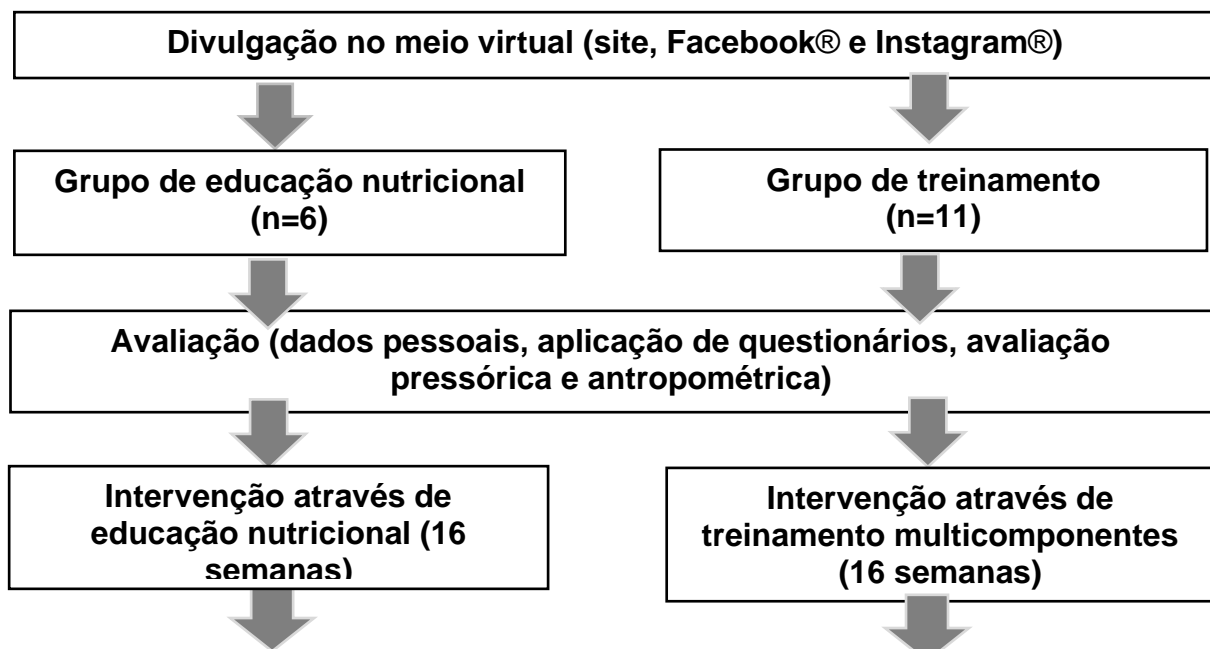 Divulgação no meio virtual (site, Facebook® e Instagram®)
Grupo de educação nutricional
(n=6)
Grupo de treinamento
(n=11)
Avaliação (dados pessoais, aplicação de questionários, avaliação
pressórica e antropométrica)
Intervenção através de
educação nutricional (16
semanas)
Intervenção através de
treinamento multicomponentes
(16 semanas)